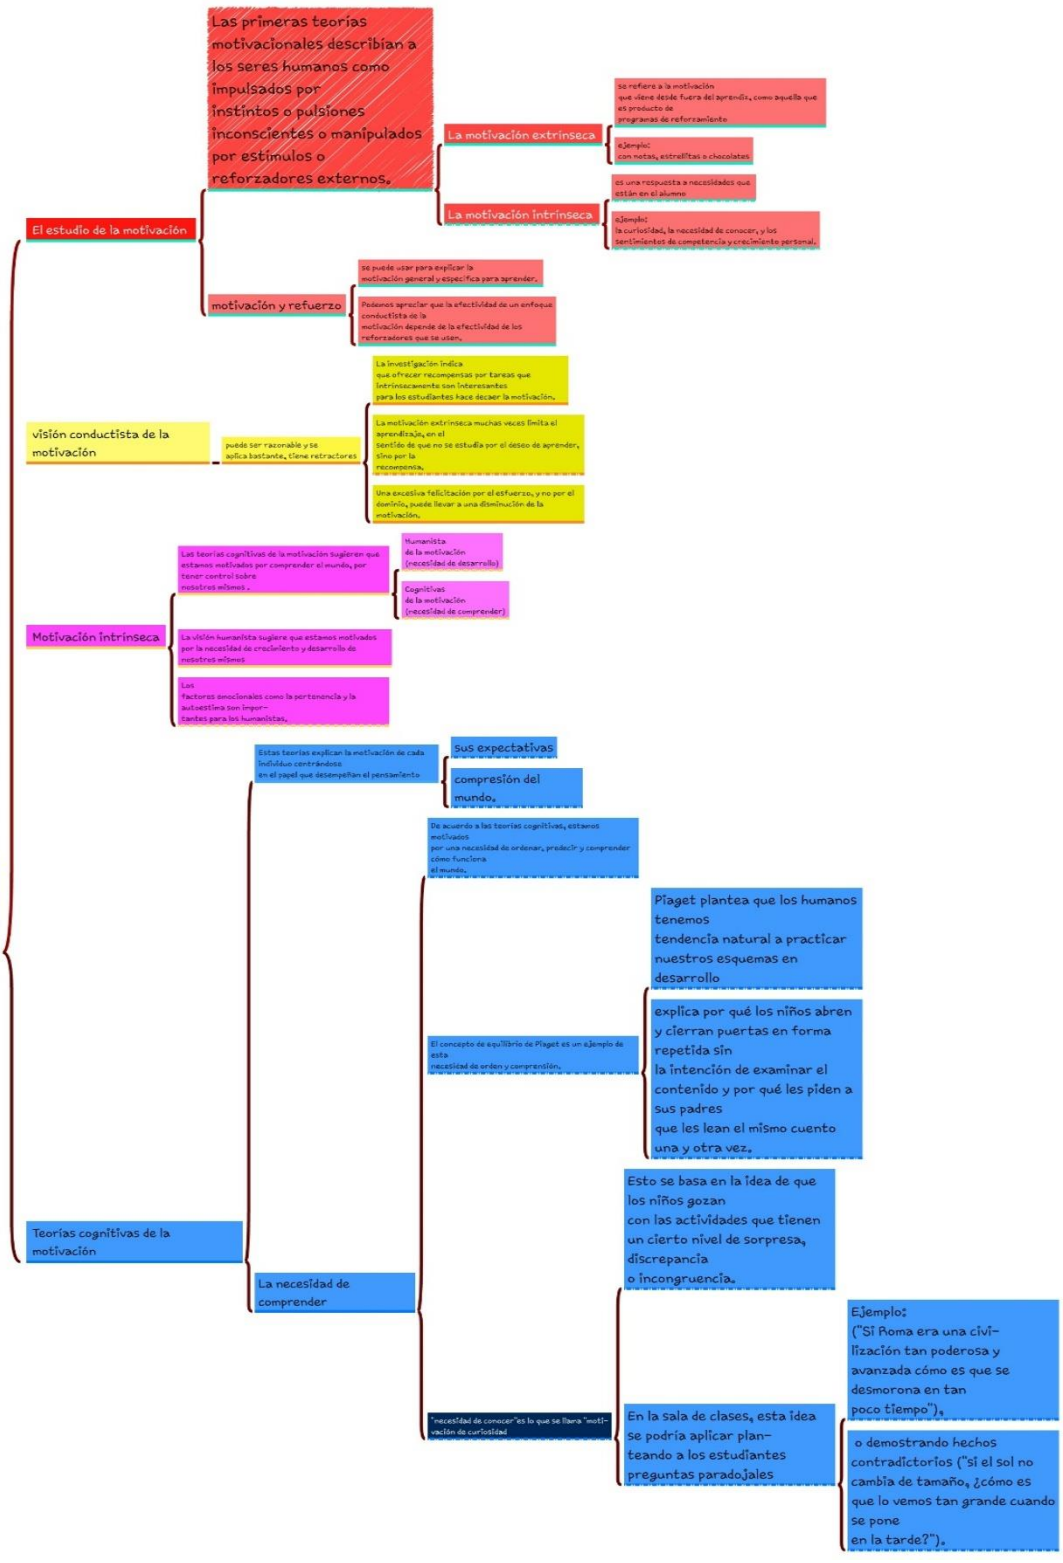 Las primeras teorías
motivacionales describían a
los seres humanos como
impulsados por
instintos o pulsiones
inconscientes o manipulados
por estímulos o
reforzadores externos.
La motivación extrínseca
se refiere a la motivación
que viene desde fuera del aprendiz, como aquella que
es producto de
programas de reforzamiento
ejemplo:
con notas, estrellitas o chocolates
La motivación intrínseca
es una respuesta a necesidades que
están en el alumno
ejemplo:
la curiosidad, la necesidad de conocer, y los
sentimientos de competencia y crecimiento personal.
El estudio de la motivación
motivación y refuerzo
se puede usar para explicar la
motivación general y específica para aprender.
Podemos apreciar que la efectividad de un enfoque
conductista de la
motivación depende de la efectividad de los
reforzadores que se usen.
visión conductista de la
motivación
puede ser razonable y se
aplica bastante, tiene retractores
La investigación indica
que ofrecer recompensas por tareas que
intrínsecamente son interesantes
para los estudiantes hace decaer la motivación.
La motivación extrínseca muchas veces limita el
aprendizaje, en el
sentido de que no se estudia por el deseo de aprender,
sino por la
recompensa.
Una excesiva felicitación por el esfuerzo, y no por el
dominio, puede llevar a una disminución de la
motivación.
Motivación intrínseca
Las teorías cognitivas de la motivación sugieren que
estamos motivados por comprender el mundo, por
tener control sobre
nosotros mismos .
Humanista
de la motivación
(necesidad de desarrollo)
Cognitivas
de la motivación
(necesidad de comprender)
La visión humanista sugiere que estamos motivados
por la necesidad de crecimiento y desarrollo de
nosotros mismos
Los
factores emocionales como la pertenencia y la
autoestima son impor-
tantes para los humanistas.
Teorías cognitivas de la
motivación
Estas teorías explican la motivación de cada
individuo centrándose
en el papel que desempeñan el pensamiento
sus expectativas
compresión del
mundo.
La necesidad de
comprender
De acuerdo a las teorías cognitivas, estamos
motivados
por una necesidad de ordenar, predecir y comprender
cómo funciona
el mundo.
El concepto de equilibrio de Piaget es un ejemplo de
esta
necesidad de orden y comprensión.
Piaget plantea que los humanos
tenemos
tendencia natural a practicar
nuestros esquemas en
desarrollo
explica por qué los niños abren
y cierran puertas en forma
repetida sin
la intención de examinar el
contenido y por qué les piden a
sus padres
que les lean el mismo cuento
una y otra vez.
"necesidad de conocer"es lo que se llama "moti-
vación de curiosidad
Esto se basa en la idea de que
los niños gozan
con las actividades que tienen
un cierto nivel de sorpresa,
discrepancia
o incongruencia.
En la sala de clases, esta idea
se podría aplicar plan-
teando a los estudiantes
preguntas paradojales
Ejemplo:
("Si Roma era una civi-
lización tan poderosa y
avanzada cómo es que se
desmorona en tan
poco tiempo"),
o demostrando hechos
contradictorios ("si el sol no
cambia de tamaño, ¿cómo es
que lo vemos tan grande cuando
se pone
en la tarde?").